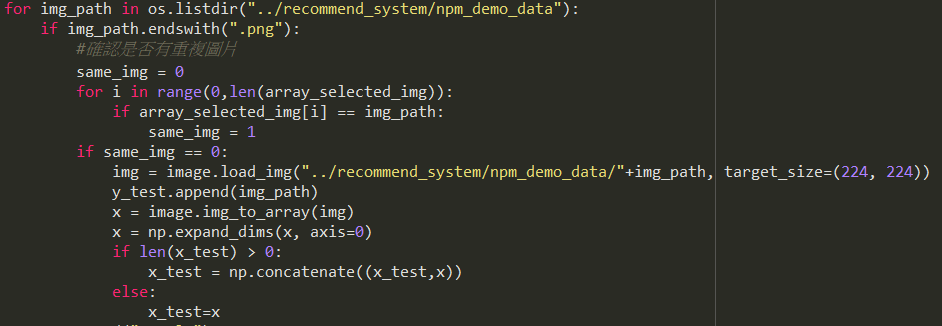 for img_path in os.listdir("../recommend_system/npm_demo_data"):
    if img_path.endswith(".png"):
        #確認是否有重複圖片
        same_img = 0
        for i in range(0,len(array_selected_img)):
            if array_selected_img[i] == img_path:
                same_img = 1
        if same_img == 0:
            img = image.load_img("../recommend_system/npm_demo_data/"+img_path, target_size=(224, 224))
            y_test.append(img_path)
            x = image.img_to_array(img)
            x = np.expand_dims(x, axis=0)
            if len(x_test) > 0:
                x_test = np.concatenate((x_test,x))
            else:
                x_test=x